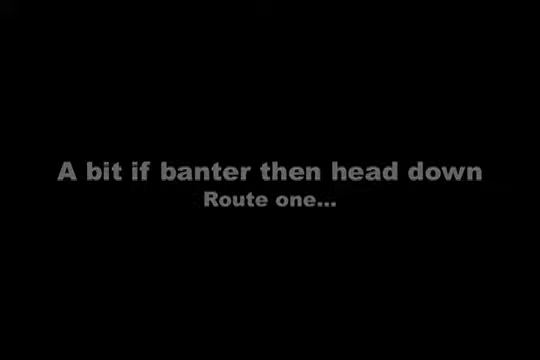 A bit if banter then head down
Route one...